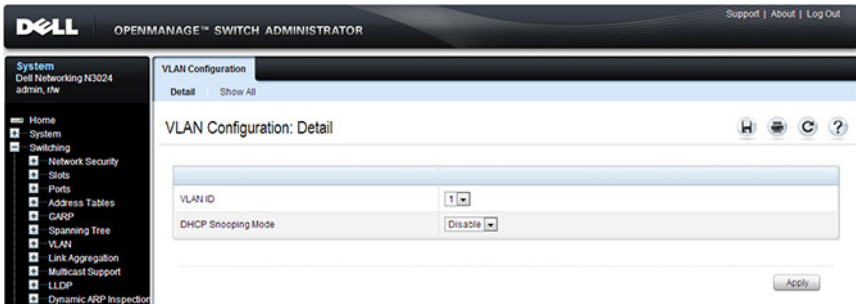 DELL
OPENMANAGE™ SWITCH ADMINISTRATOR
Support | About | Log Out
System
Dell Networking N3024
admin, r/w
Home
System
Switching
Network Security
Slots
Ports
Address Tables
GARP
Spanning Tree
VLAN
Link Aggregation
Multicast Support
LLDP
Dynamic ARP Inspection
VLAN Configuration
Detail Show All
VLAN Configuration: Detail
VLAN ID 1
DHCP Snooping Mode Disable
Apply